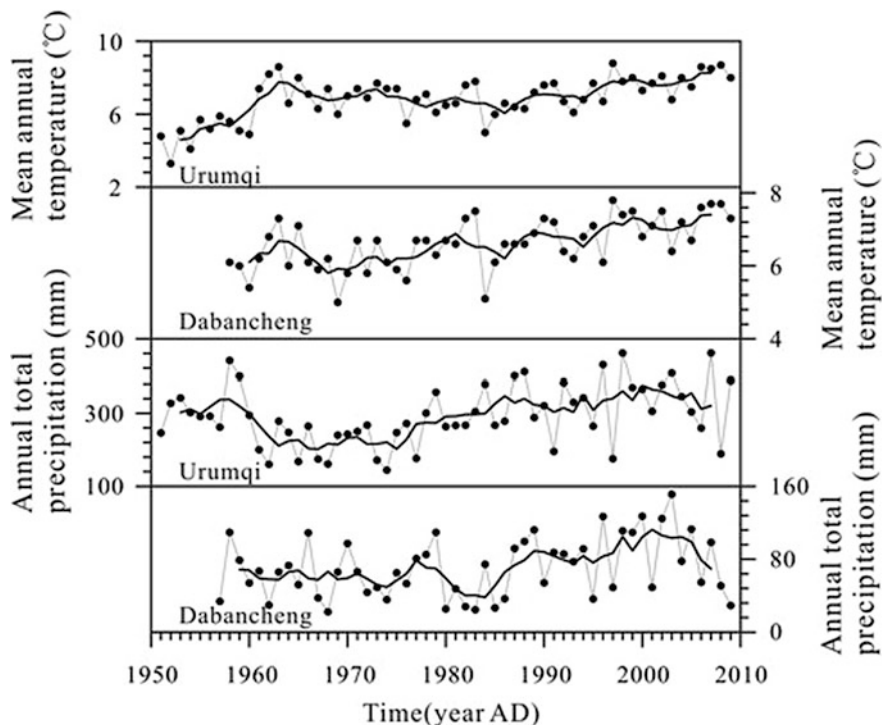 Mean annual
temperature (℃)
10
6
2
Urumqi
Mean annual
temperature (℃)
8
6
4
Dabancheng
Annual total
precipitation (mm)
500
300
100
Urumqi
Annual total
precipitation (mm)
160
80
0
Dabancheng
1950 1960 1970 1980 1990 2000 2010
Time(year AD)